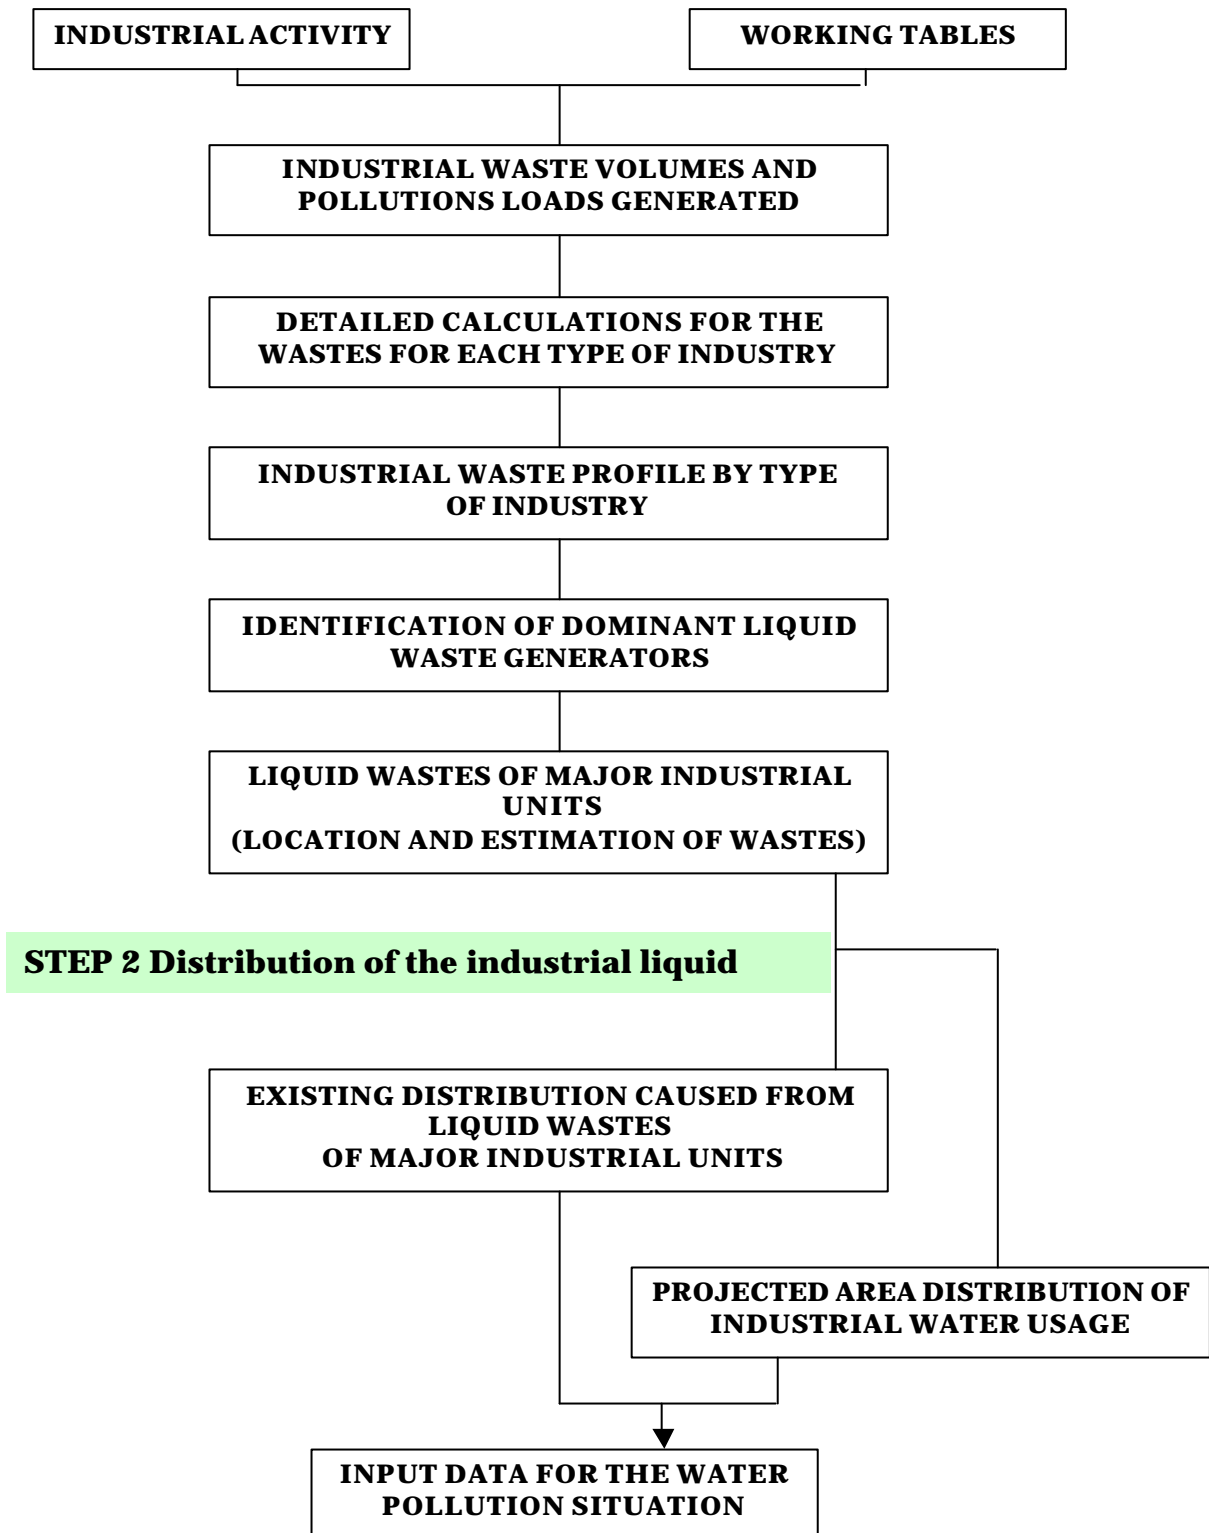 INDUSTRIAL ACTIVITY
WORKING TABLES
INDUSTRIAL WASTE VOLUMES AND
POLLUTIONS LOADS GENERATED
DETAILED CALCULATIONS FOR THE
WASTES FOR EACH TYPE OF INDUSTRY
INDUSTRIAL WASTE PROFILE BY TYPE
OF INDUSTRY
IDENTIFICATION OF DOMINANT LIQUID
WASTE GENERATORS
LIQUID WASTES OF MAJOR INDUSTRIAL
UNITS
(LOCATION AND ESTIMATION OF WASTES)
STEP 2 Distribution of the industrial liquid
EXISTING DISTRIBUTION CAUSED FROM
LIQUID WASTES
OF MAJOR INDUSTRIAL UNITS
PROJECTED AREA DISTRIBUTION OF
INDUSTRIAL WATER USAGE
INPUT DATA FOR THE WATER
POLLUTION SITUATION